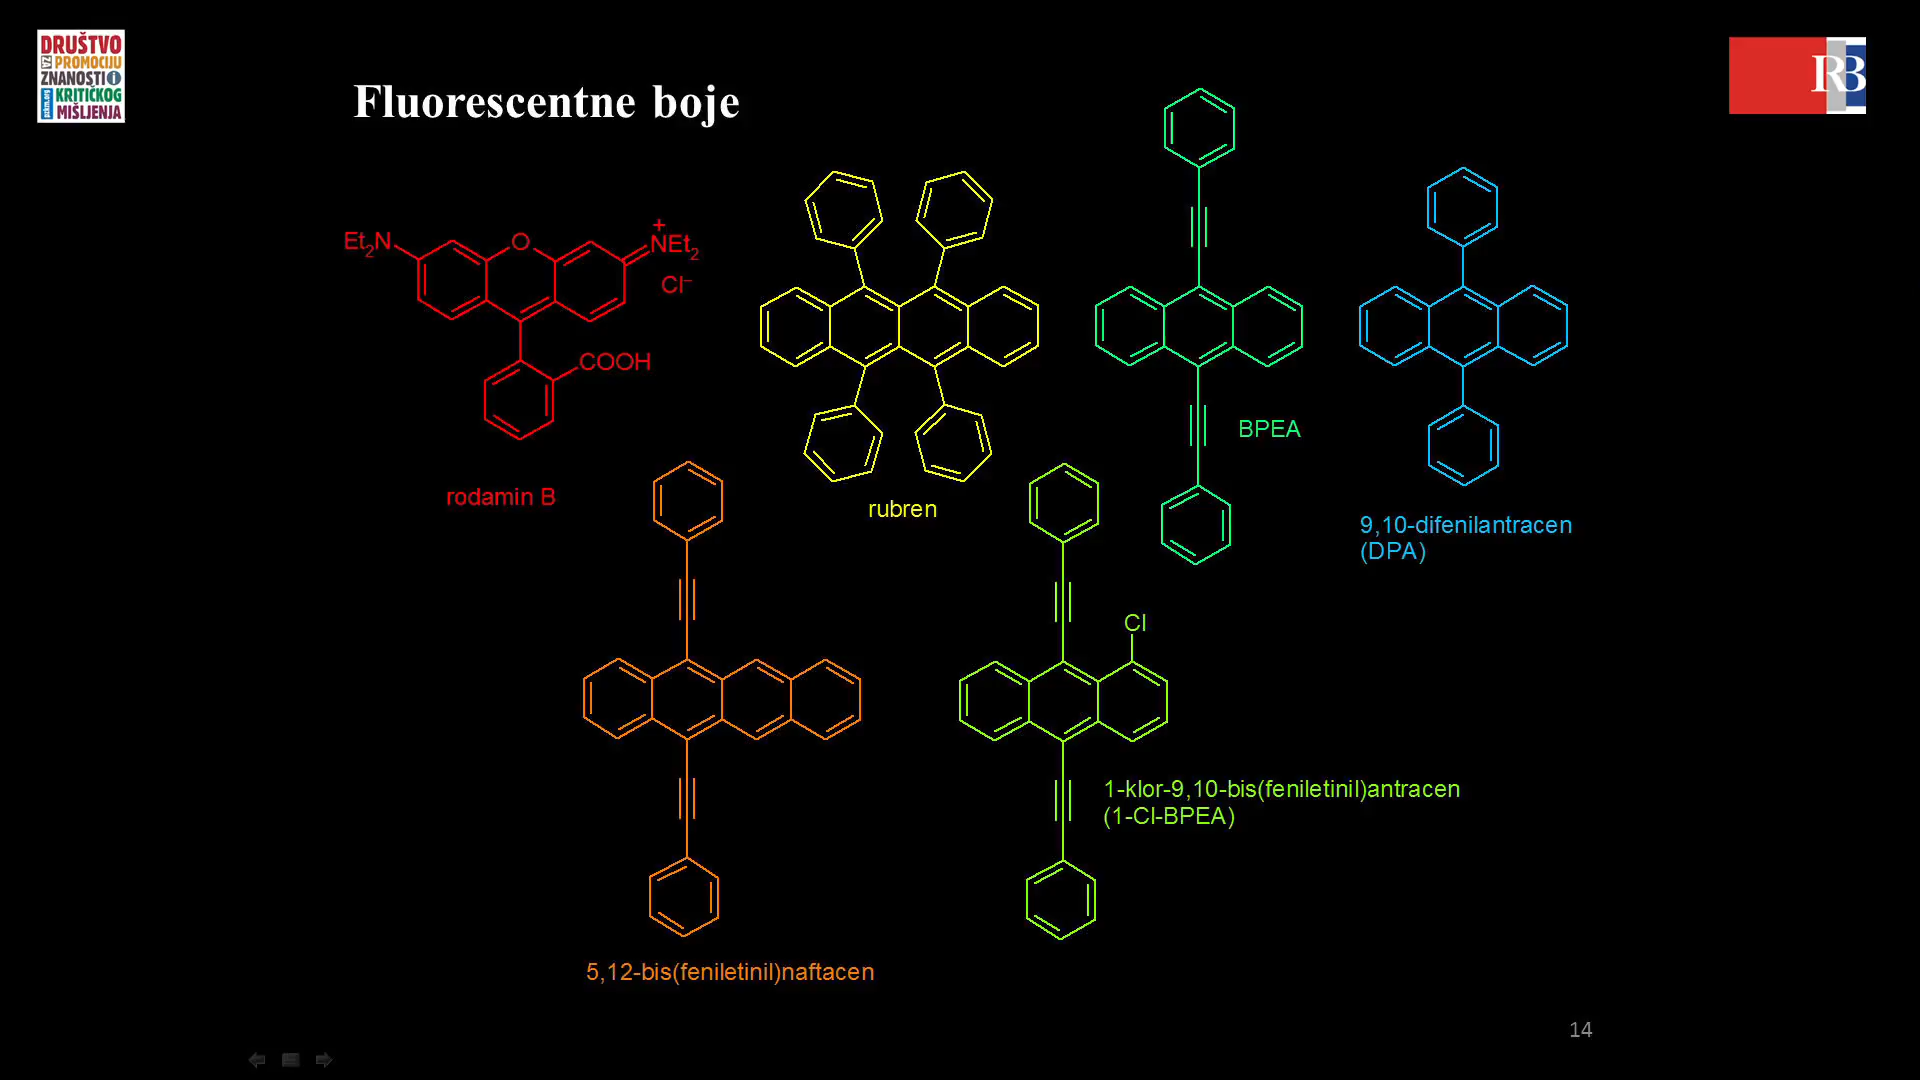 DRUŠTVO
ZA PROMOCIJU
ZNANOSTI i
KRITIČKOG
MIŠLJENJA
Fluorescentne boje
IRB
Et₂N
O
+
NEt₂
Cl⁻
COOH
rodamin B
rubren
BPEA
9,10-difenilantracen
(DPA)
Cl
1-klor-9,10-bis(feniletinil)antracen
(1-Cl-BPEA)
5,12-bis(feniletinil)naftacen
14